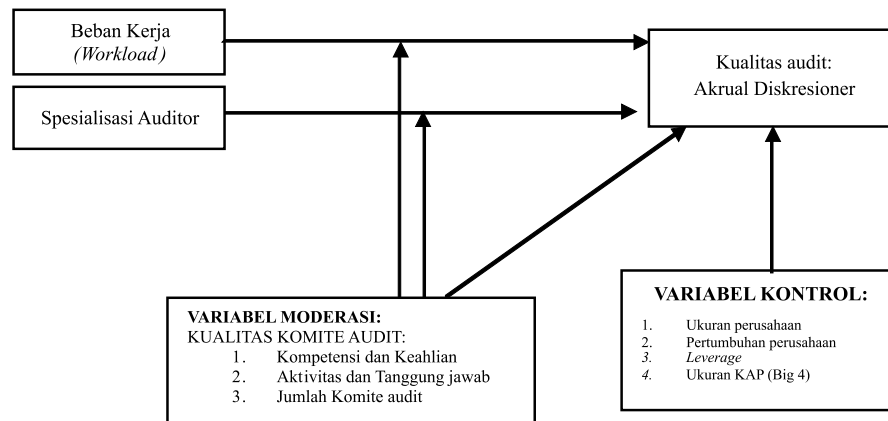 Beban Kerja
(Workload)
Spesialisasi Auditor
Kualitas audit:
Akrual Diskresioner
VARIABEL MODERASI:
KUALITAS KOMITE AUDIT:
1. Kompetensi dan Keahlian
2. Aktivitas dan Tanggung jawab
3. Jumlah Komite audit
VARIABEL KONTROL:
1. Ukuran perusahaan
2. Pertumbuhan perusahaan
3. Leverage
4. Ukuran KAP (Big 4)